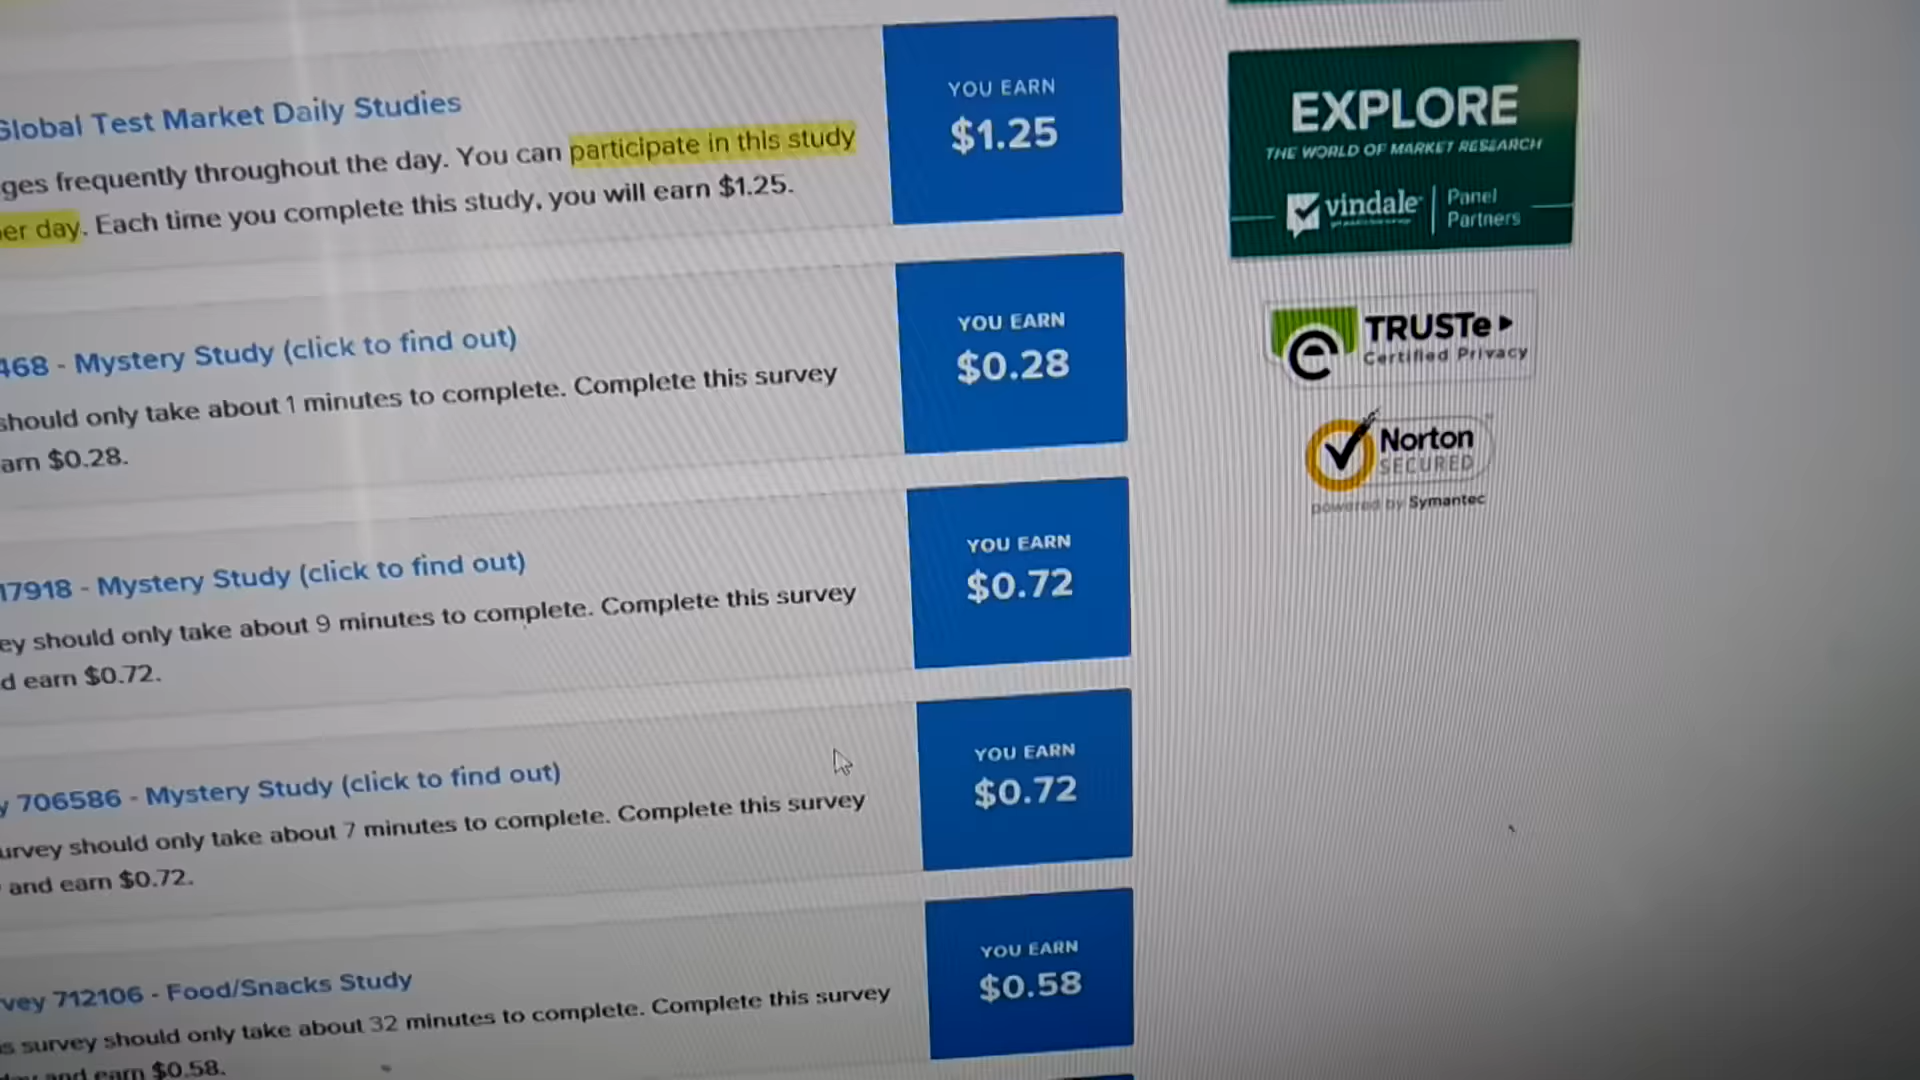 Global Test Market Daily Studies
ges frequently throughout the day. You can participate in this study
er day. Each time you complete this study, you will earn $1.25.
YOU EARN
$1.25
468 - Mystery Study (click to find out)
should only take about 1 minutes to complete. Complete this survey
arn $0.28.
YOU EARN
$0.28
17918 - Mystery Study (click to find out)
ey should only take about 9 minutes to complete. Complete this survey
d earn $0.72.
YOU EARN
$0.72
y 706586 - Mystery Study (click to find out)
urvey should only take about 7 minutes to complete. Complete this survey
and earn $0.72.
YOU EARN
$0.72
vey 712106 - Food/Snacks Study
s survey should only take about 32 minutes to complete. Complete this survey
and earn $0.58.
YOU EARN
$0.58
EXPLORE
THE WORLD OF MARKET RESEARCH
vindale
Panel
Partners
TRUSTe
Certified Privacy
Norton
SECURED
powered by Symantec